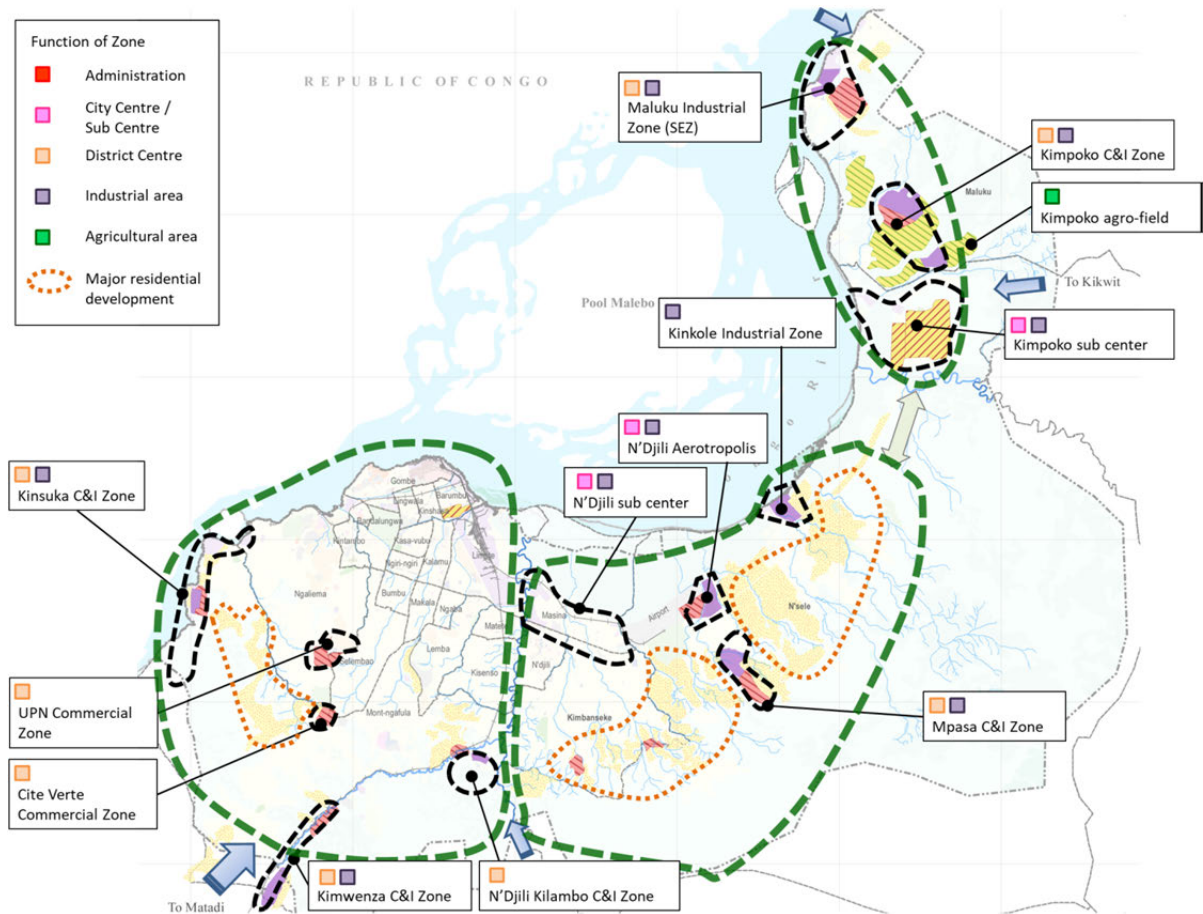 Function of Zone
Administration
City Centre /
Sub Centre
District Centre
Industrial area
Agricultural area
Major residential
development
REPUBLIC OF CONGO
Maluku Industrial
Zone (SEZ)
Kimpoko C&I Zone
Maluku
Kimpoko agro-field
To Kikwit
Pool Malebo
Kinkole Industrial Zone
Kimpoko sub center
N'Djili Aerotropolis
N'Djili sub center
Kinsuka C&I Zone
Gombe
Barumbu
Lingwala
Kinshasa
Bandalungwa
Kintambo
Kasa-vubu
Limete
Ngiri-ngiri
Kalamu
Ngaliema
Bumbu
Makala
Ngaba
Masina
Airport
N'sele
Matete
Lemba
Selembao
Kisenso
N'djili
UPN Commercial
Zone
Mont-ngafula
Kimbanseke
Mpasa C&I Zone
Cite Verte
Commercial Zone
To Matadi
Kimwenza C&I Zone
N'Djili Kilambo C&I Zone